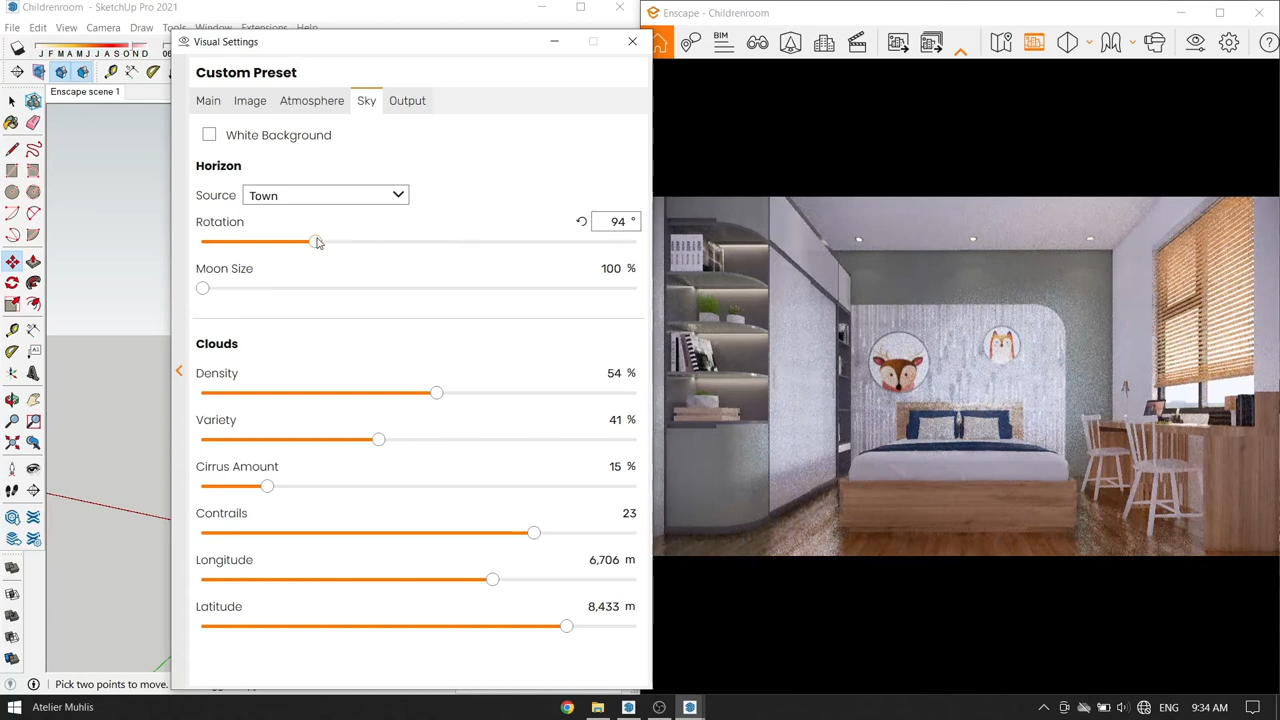 Childrenroom - SketchUp Pro 2021
Enscape - Childrenroom
File Edit View Camera Draw Window Extensions Help
Visual Settings
J F M A M J J A S O N D
BIM
Custom Preset
Enscape scene 1
Main Image Atmosphere Sky Output
White Background
Horizon
Source Town
Rotation 94 °
Moon Size 100 %
Clouds
Density 54 %
Variety 41 %
Cirrus Amount 15 %
Contrails 23
Longitude 6,706 m
Latitude 8,433 m
Pick two points to move.
Atelier Muhlis
9:34 AM